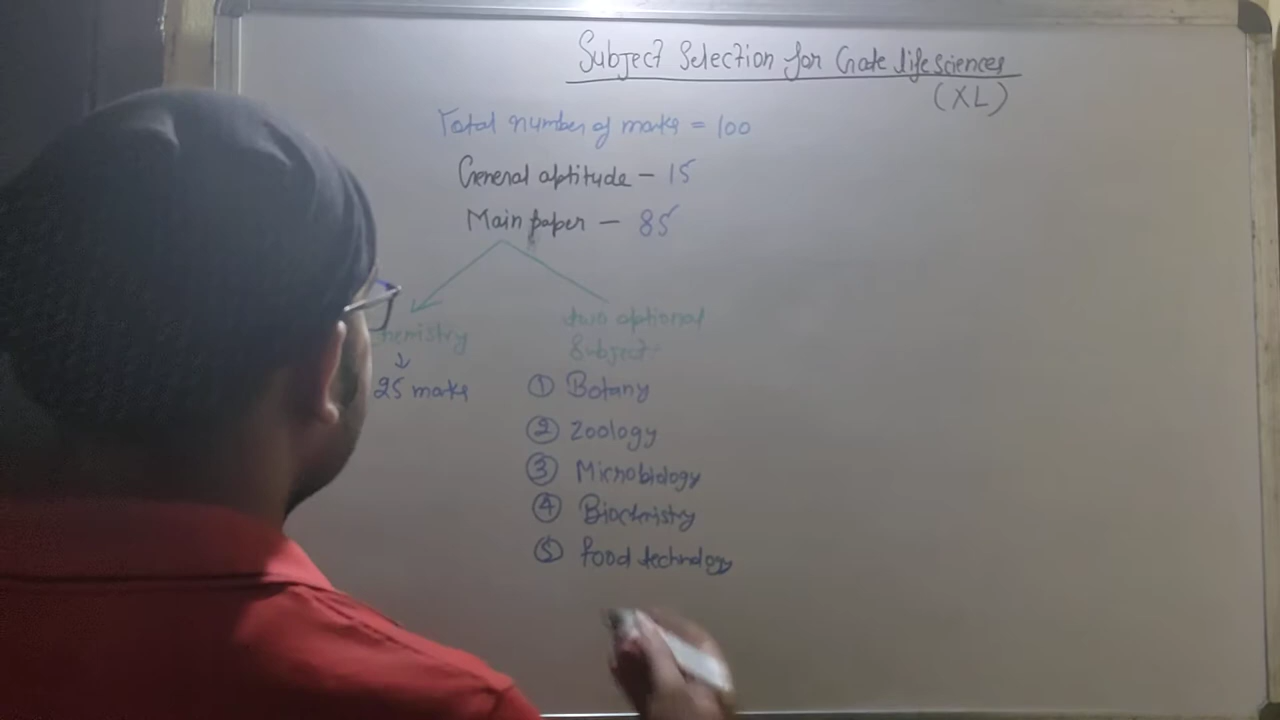 Subject Selection for Gate life sciences
(XL)
Total number of marks = 100
General aptitude - 15
Main paper - 85
chemistry
25 marks
two optional
Subject
① Botany
② Zoology
③ Microbiology
④ Biochemistry
⑤ food technology